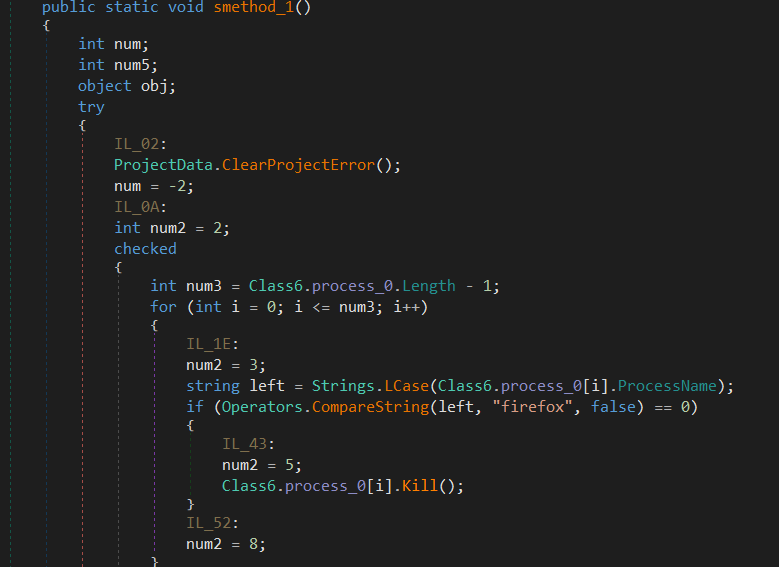 public static void smethod_1()
{
int num;
int num5;
object obj;
try
{
IL_02:
ProjectData.ClearProjectError();
num = -2;
IL_0A:
int num2 = 2;
checked
{
int num3 = Class6.process_0.Length - 1;
for (int i = 0; i <= num3; i++)
{
IL_1E:
num2 = 3;
string left = Strings.LCase(Class6.process_0[i].ProcessName);
if (Operators.CompareString(left, "firefox", false) == 0)
{
IL_43:
num2 = 5;
Class6.process_0[i].Kill();
}
IL_52:
num2 = 8;
}